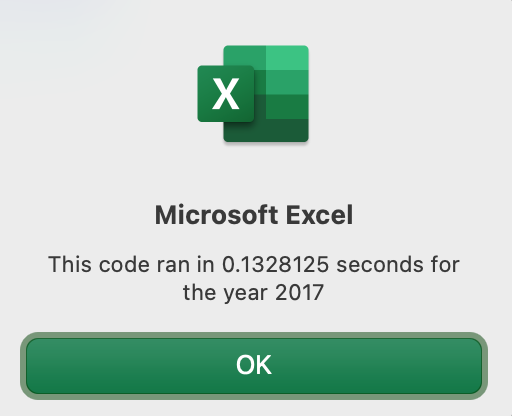 X
Microsoft Excel
This code ran in 0.1328125 seconds for
the year 2017
OK